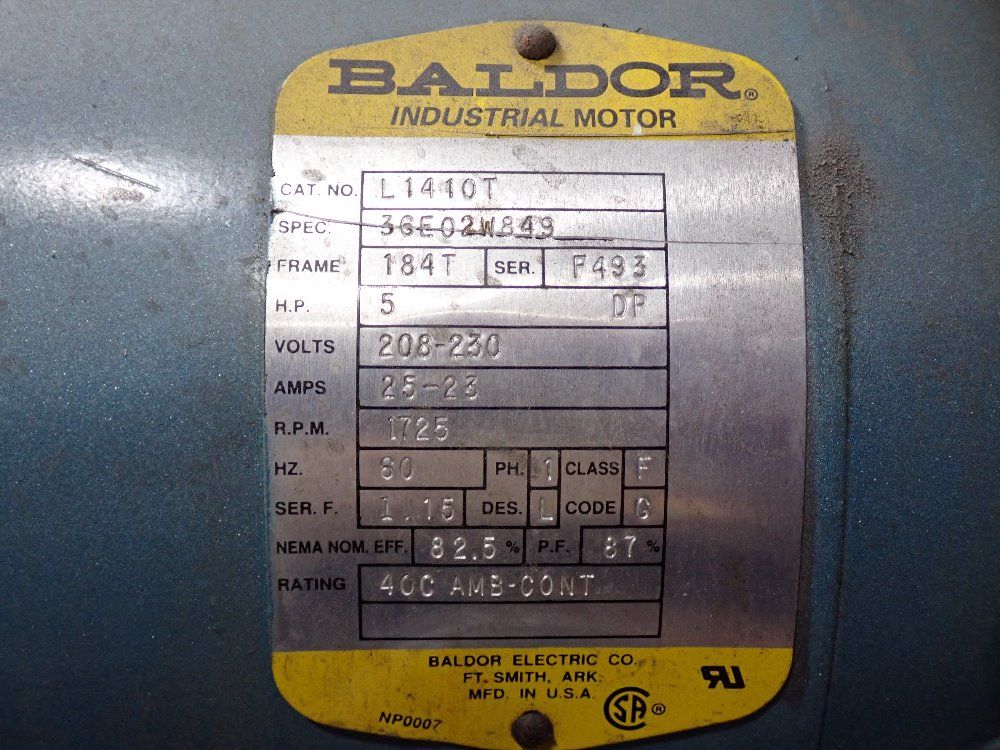 BALDOR®
INDUSTRIAL MOTOR
CAT. NO. L1410T
SPEC. 36E02W849
FRAME 184T SER. F493
H.P. 5 DP
VOLTS 208-230
AMPS 25-23
R.P.M. 1725
HZ. 60 PH. 1 CLASS F
SER. F. 1.15 DES. L CODE G
NEMA NOM. EFF. 82.5 % P.F. 87 %
RATING 40C AMB-CONT
BALDOR ELECTRIC CO.
FT. SMITH, ARK.
MFD. IN U.S.A.
NP0007 SA® RU